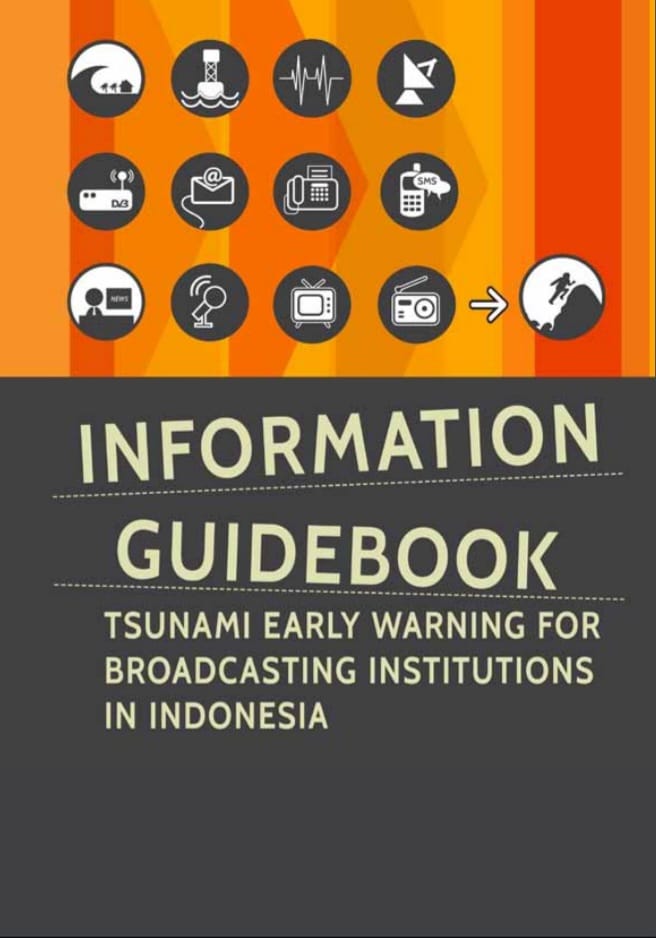 DVB
@
SMS
NEWS
INFORMATION
GUIDEBOOK
TSUNAMI EARLY WARNING FOR
BROADCASTING INSTITUTIONS
IN INDONESIA